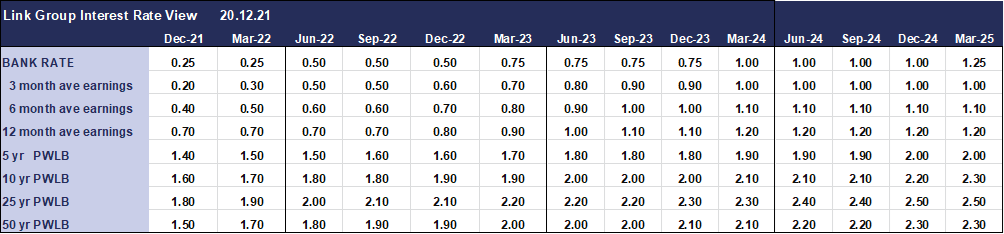 Link Group Interest Rate View 20.12.21
Dec-21 Mar-22 Jun-22 Sep-22 Dec-22 Mar-23 Jun-23 Sep-23 Dec-23 Mar-24 Jun-24 Sep-24 Dec-24 Mar-25
BANK RATE 0.25 0.25 0.50 0.50 0.50 0.75 0.75 0.75 0.75 1.00 1.00 1.00 1.00 1.25
3 month ave earnings 0.20 0.30 0.50 0.50 0.60 0.70 0.80 0.90 0.90 1.00 1.00 1.00 1.00 1.00
6 month ave earnings 0.40 0.50 0.60 0.60 0.70 0.80 0.90 1.00 1.00 1.10 1.10 1.10 1.10 1.10
12 month ave earnings 0.70 0.70 0.70 0.70 0.80 0.90 1.00 1.10 1.10 1.20 1.20 1.20 1.20 1.20
5 yr PWLB 1.40 1.50 1.50 1.60 1.60 1.70 1.80 1.80 1.80 1.90 1.90 1.90 2.00 2.00
10 yr PWLB 1.60 1.70 1.80 1.80 1.90 1.90 2.00 2.00 2.00 2.10 2.10 2.10 2.20 2.30
25 yr PWLB 1.80 1.90 2.00 2.10 2.10 2.20 2.20 2.20 2.30 2.30 2.40 2.40 2.50 2.50
50 yr PWLB 1.50 1.70 1.80 1.90 1.90 2.00 2.00 2.00 2.10 2.10 2.20 2.20 2.30 2.30